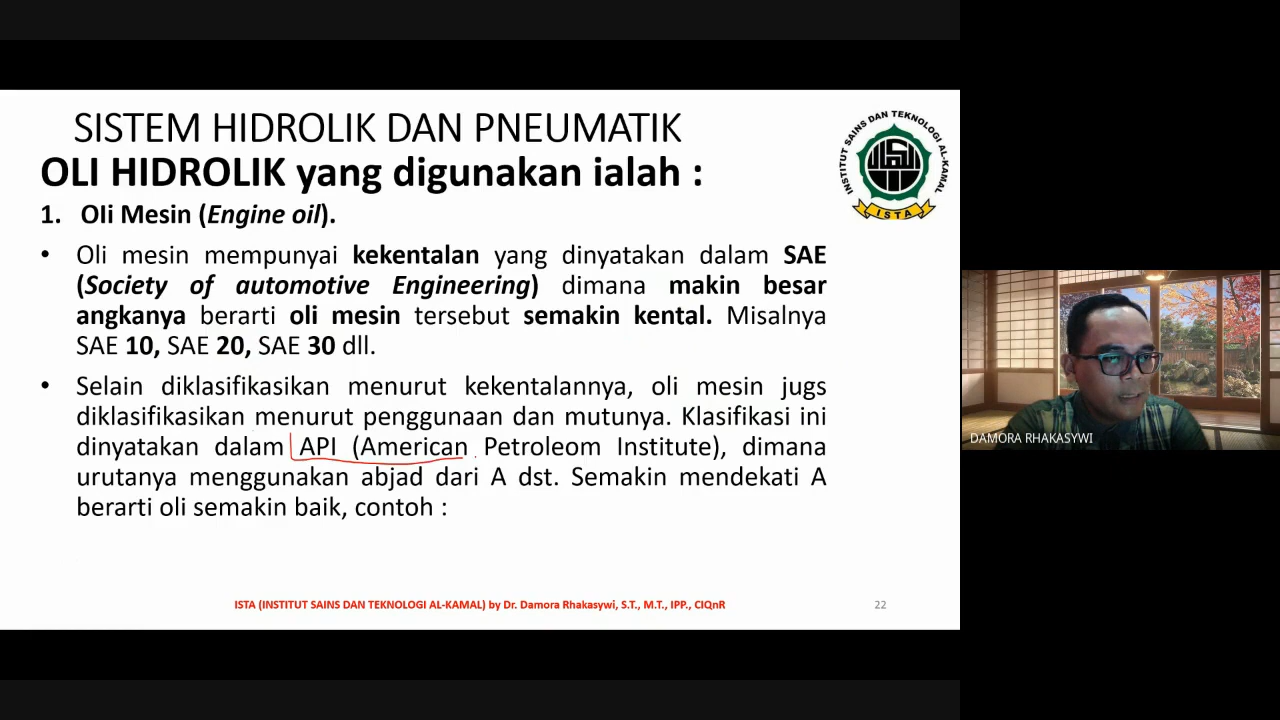 SISTEM HIDROLIK DAN PNEUMATIK
OLI HIDROLIK yang digunakan ialah :
1. Oli Mesin (Engine oil).
• Oli mesin mempunyai kekentalan yang dinyatakan dalam SAE
(Society of automotive Engineering) dimana makin besar
angkanya berarti oli mesin tersebut semakin kental. Misalnya
SAE 10, SAE 20, SAE 30 dll.
• Selain diklasifikasikan menurut kekentalannya, oli mesin jugs
diklasifikasikan menurut penggunaan dan mutunya. Klasifikasi ini
dinyatakan dalam API (American Petroleom Institute), dimana
urutanya menggunakan abjad dari A dst. Semakin mendekati A
berarti oli semakin baik, contoh :
ISTA (INSTITUT SAINS DAN TEKNOLOGI AL-KAMAL) by Dr. Damora Rhakasywi, S.T., M.T., IPP., CIQnR
22
INSTITUT SAINS DAN TEKNOLOGI AL-KAMAL
ISTA
DAMORA RHAKASYWI